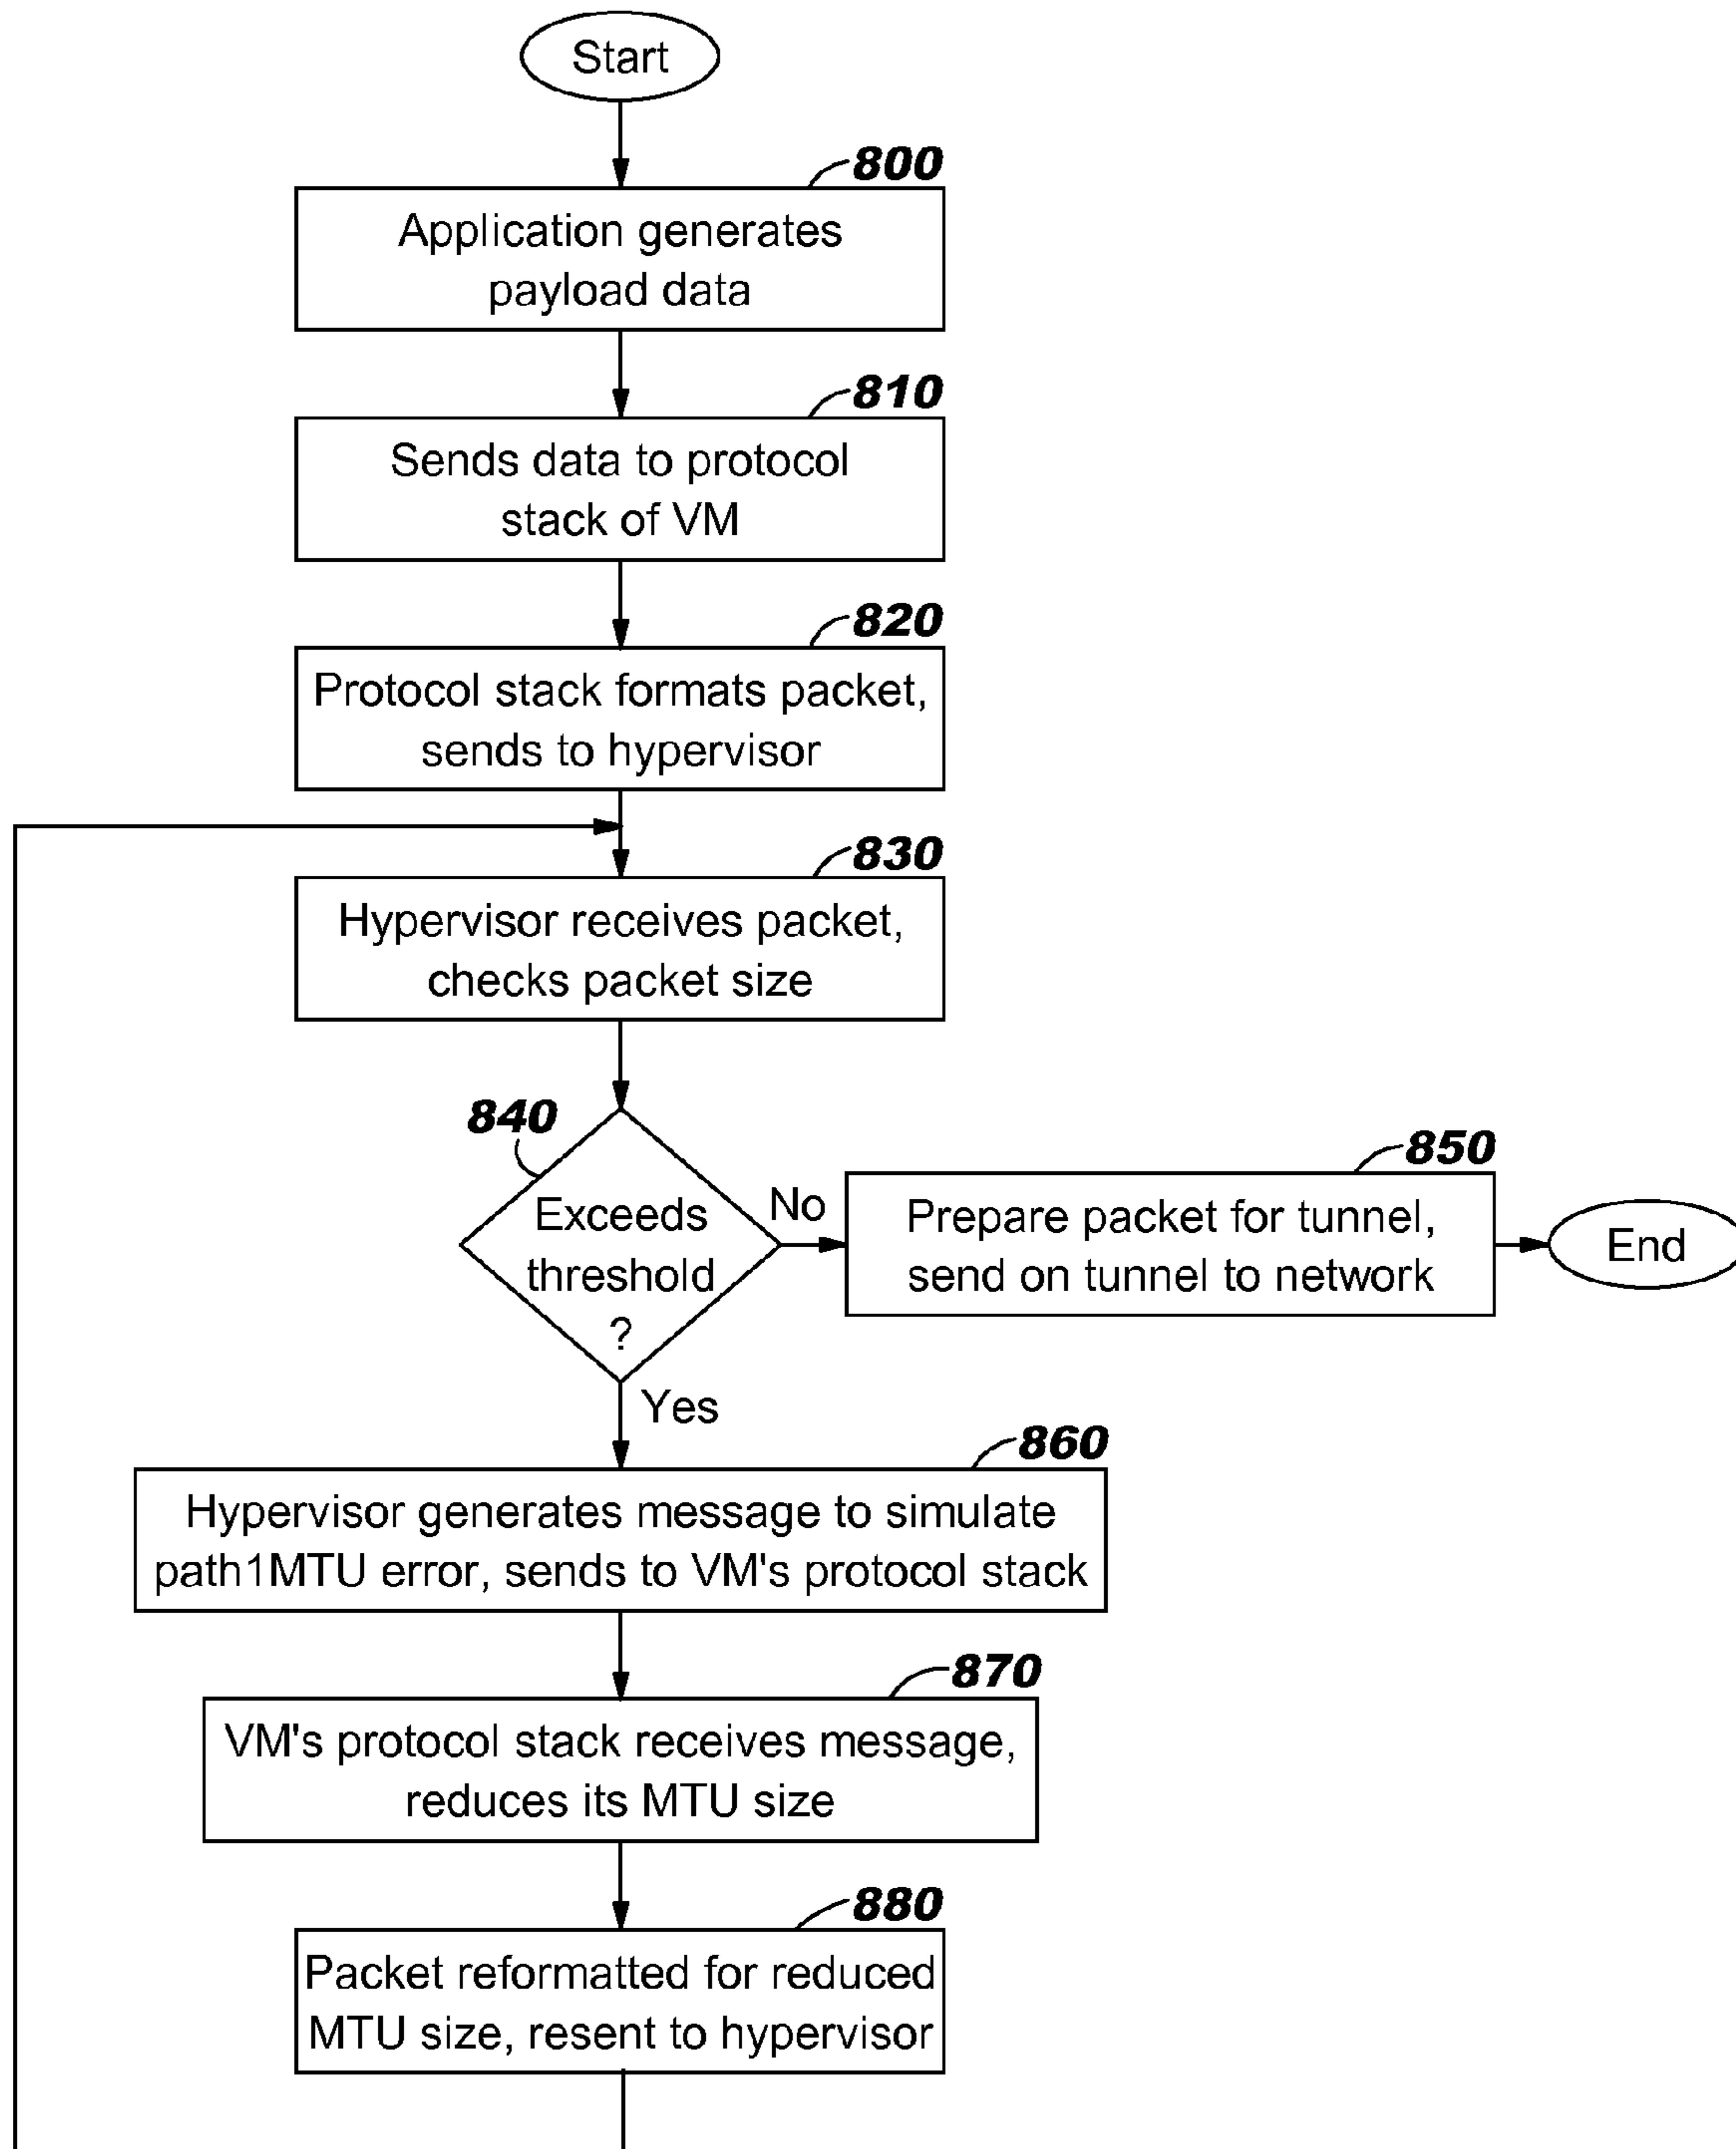 Start
800
Application generates
payload data
810
Sends data to protocol
stack of VM
820
Protocol stack formats packet,
sends to hypervisor
830
Hypervisor receives packet,
checks packet size
840
Exceeds
threshold
?
No
850
Prepare packet for tunnel,
send on tunnel to network
End
Yes
860
Hypervisor generates message to simulate
path1MTU error, sends to VM's protocol stack
870
VM's protocol stack receives message,
reduces its MTU size
880
Packet reformatted for reduced
MTU size, resent to hypervisor